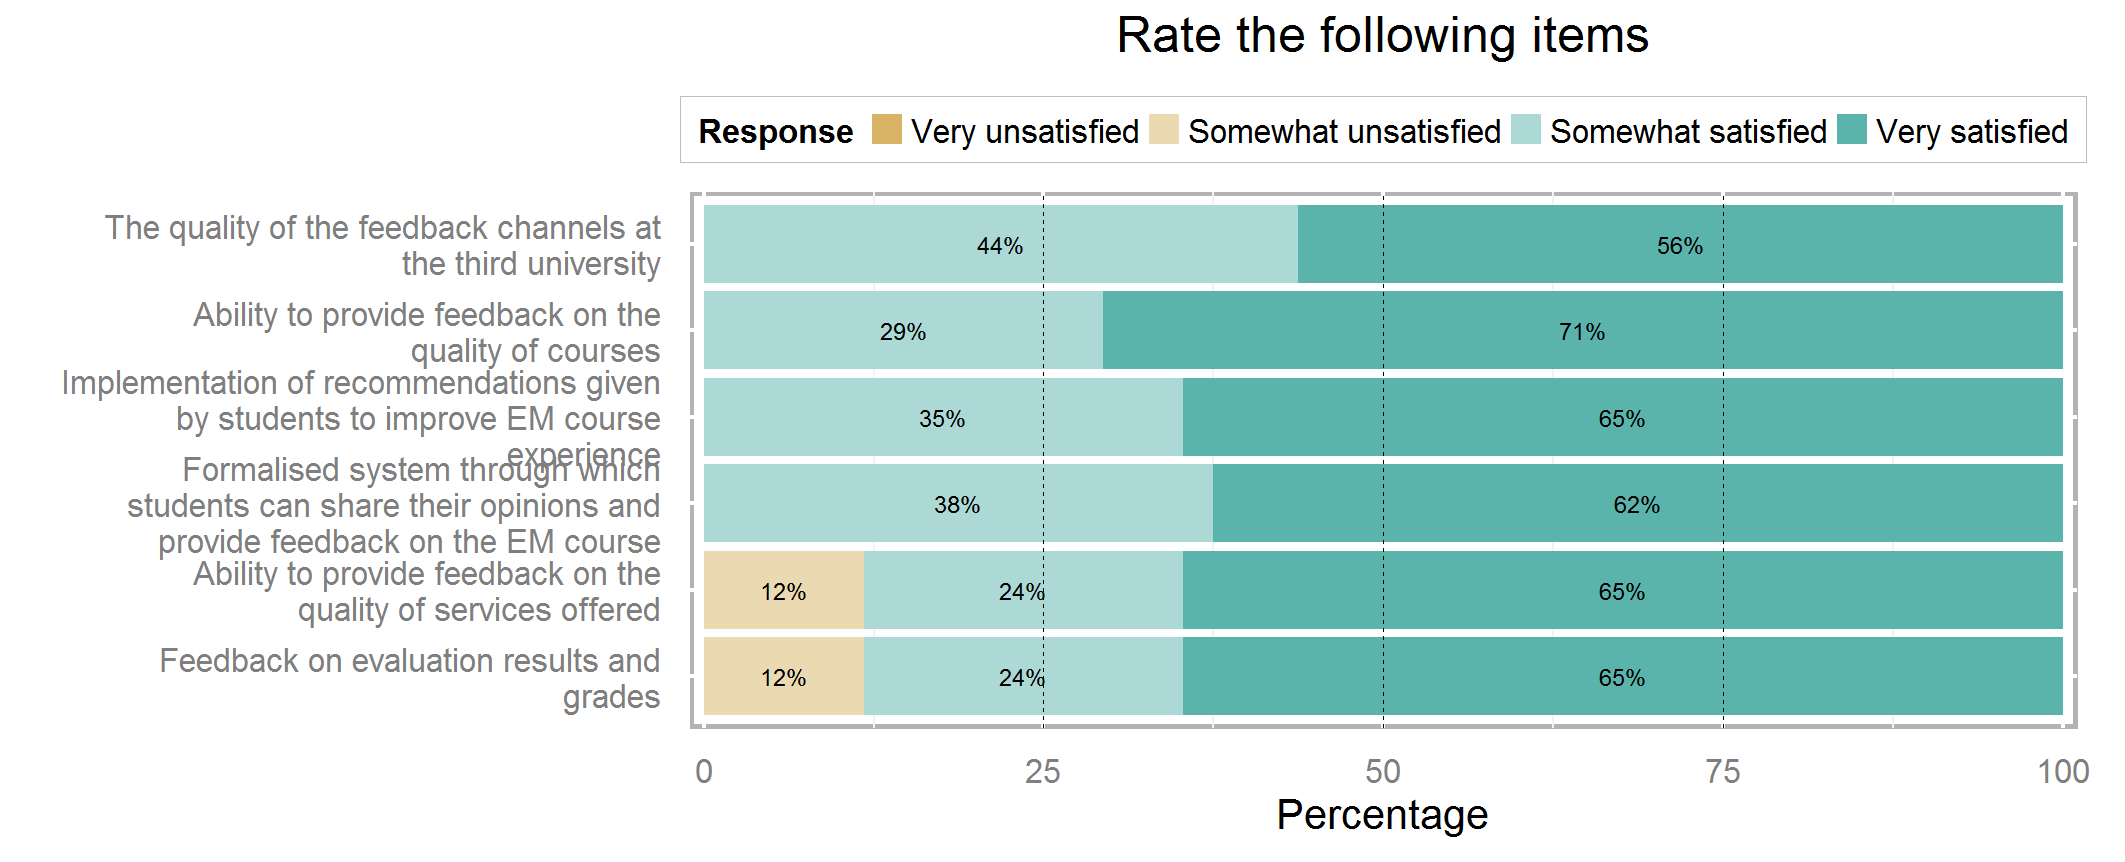 Rate the following items
Response Very unsatisfied Somewhat unsatisfied Somewhat satisfied Very satisfied
The quality of the feedback channels at
the third university
44% 56%
Ability to provide feedback on the
quality of courses
29% 71%
Implementation of recommendations given
by students to improve EM course
experience
35% 65%
Formalised system through which
students can share their opinions and
provide feedback on the EM course
38% 62%
Ability to provide feedback on the
quality of services offered
12% 24% 65%
Feedback on evaluation results and
grades
12% 24% 65%
0 25 50 75 100
Percentage